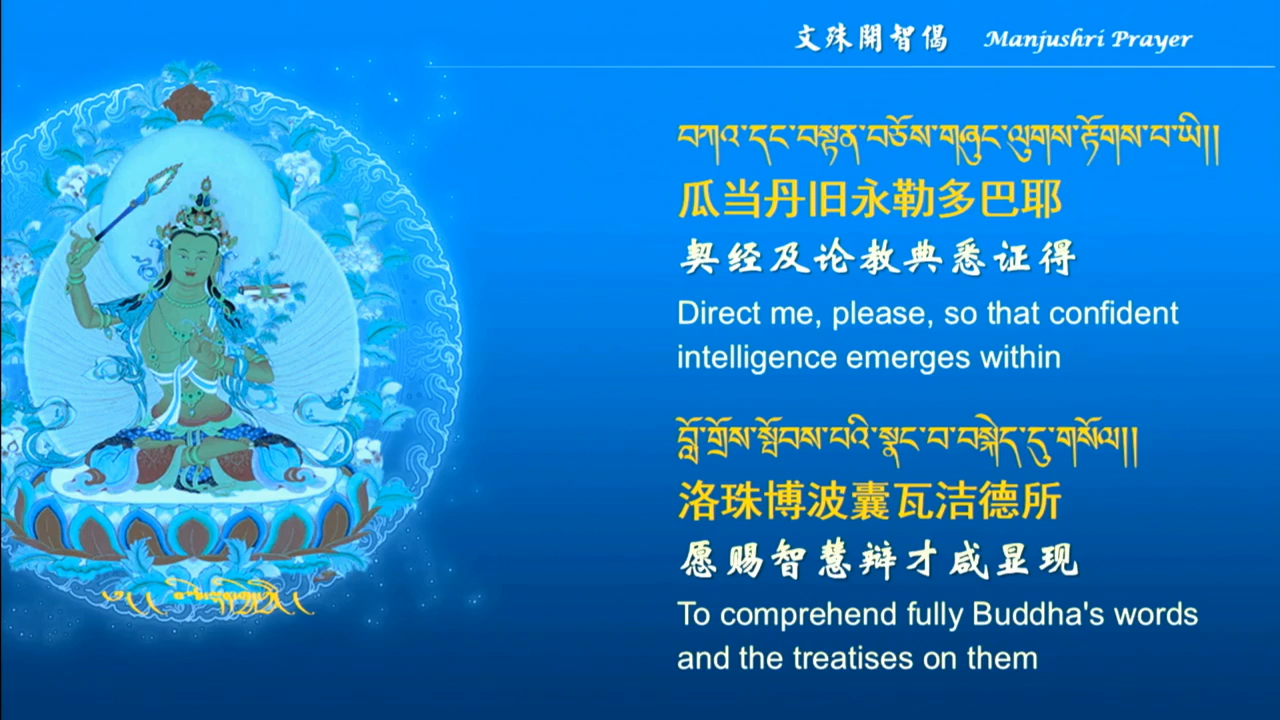 文殊開智偈 Manjushri Prayer
བཀའ་དང་བསྟན་བཅོས་གཞུང་ལུགས་རྟོགས་པ་ཡི།།
瓜当丹旧永勒多巴耶
契经及论教典悉证得
Direct me, please, so that confident
intelligence emerges within
བློ་གྲོས་སྤོབས་པའི་སྣང་བ་བསྐྱེད་དུ་གསོལ།།
洛珠博波囊瓦洁德所
愿赐智慧辩才咸显现
To comprehend fully Buddha's words
and the treatises on them